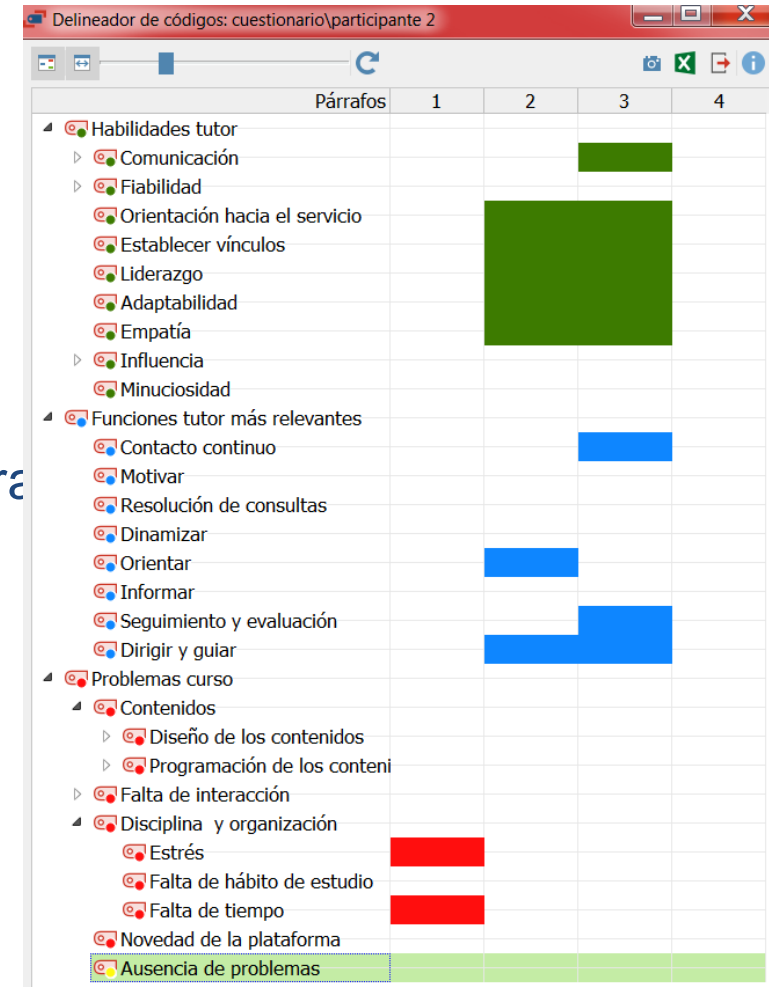 Delineador de códigos: cuestionario\participante 2
Párrafos 1 2 3 4
Habilidades tutor
Comunicación
Fiabilidad
Orientación hacia el servicio
Establecer vínculos
Liderazgo
Adaptabilidad
Empatía
Influencia
Minuciosidad
Funciones tutor más relevantes
Contacto continuo
ra
Motivar
Resolución de consultas
Dinamizar
Orientar
Informar
Seguimiento y evaluación
Dirigir y guiar
Problemas curso
Contenidos
Diseño de los contenidos
Programación de los conteni
Falta de interacción
Disciplina y organización
Estrés
Falta de hábito de estudio
Falta de tiempo
Novedad de la plataforma
Ausencia de problemas